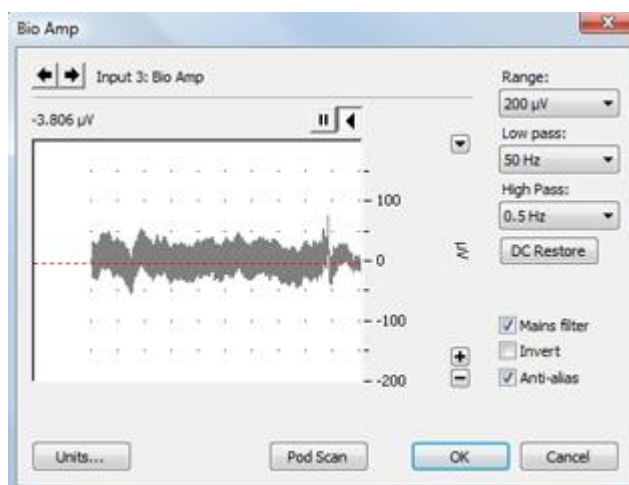 Bio Amp
Input 3: Bio Amp
-3.806 µV
100
0
-100
-200
µV
Range:
200 µV
Low pass:
50 Hz
High Pass:
0.5 Hz
DC Restore
Mains filter
Invert
Anti-alias
Units...
Pod Scan
OK
Cancel